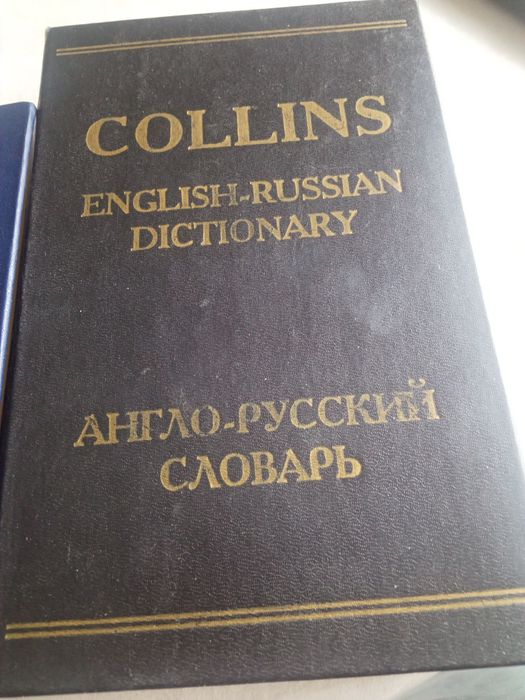 COLLINS
ENGLISH-RUSSIAN
DICTIONARY
АНГЛО-РУССКИЙ
СЛОВАРЬ